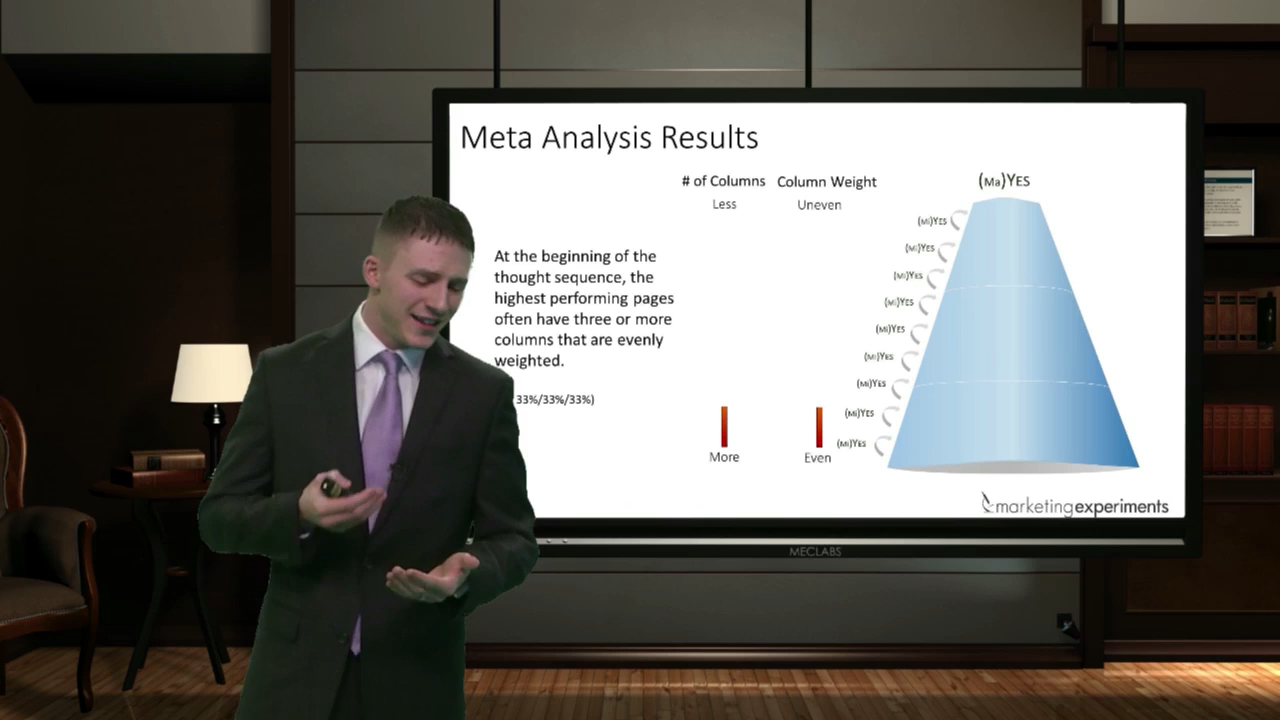 Meta Analysis Results
# of Columns Column Weight
Less Uneven
At the beginning of the
thought sequence, the
highest performing pages
often have three or more
columns that are evenly
weighted.
33%/33%/33%)
More Even
(Ma)YES
(Mi)YES
(Mi)YES
(Mi)YES
(Mi)YES
(Mi)YES
(Mi)YES
(Mi)YES
(Mi)YES
(Mi)YES
marketingexperiments
MECLABS